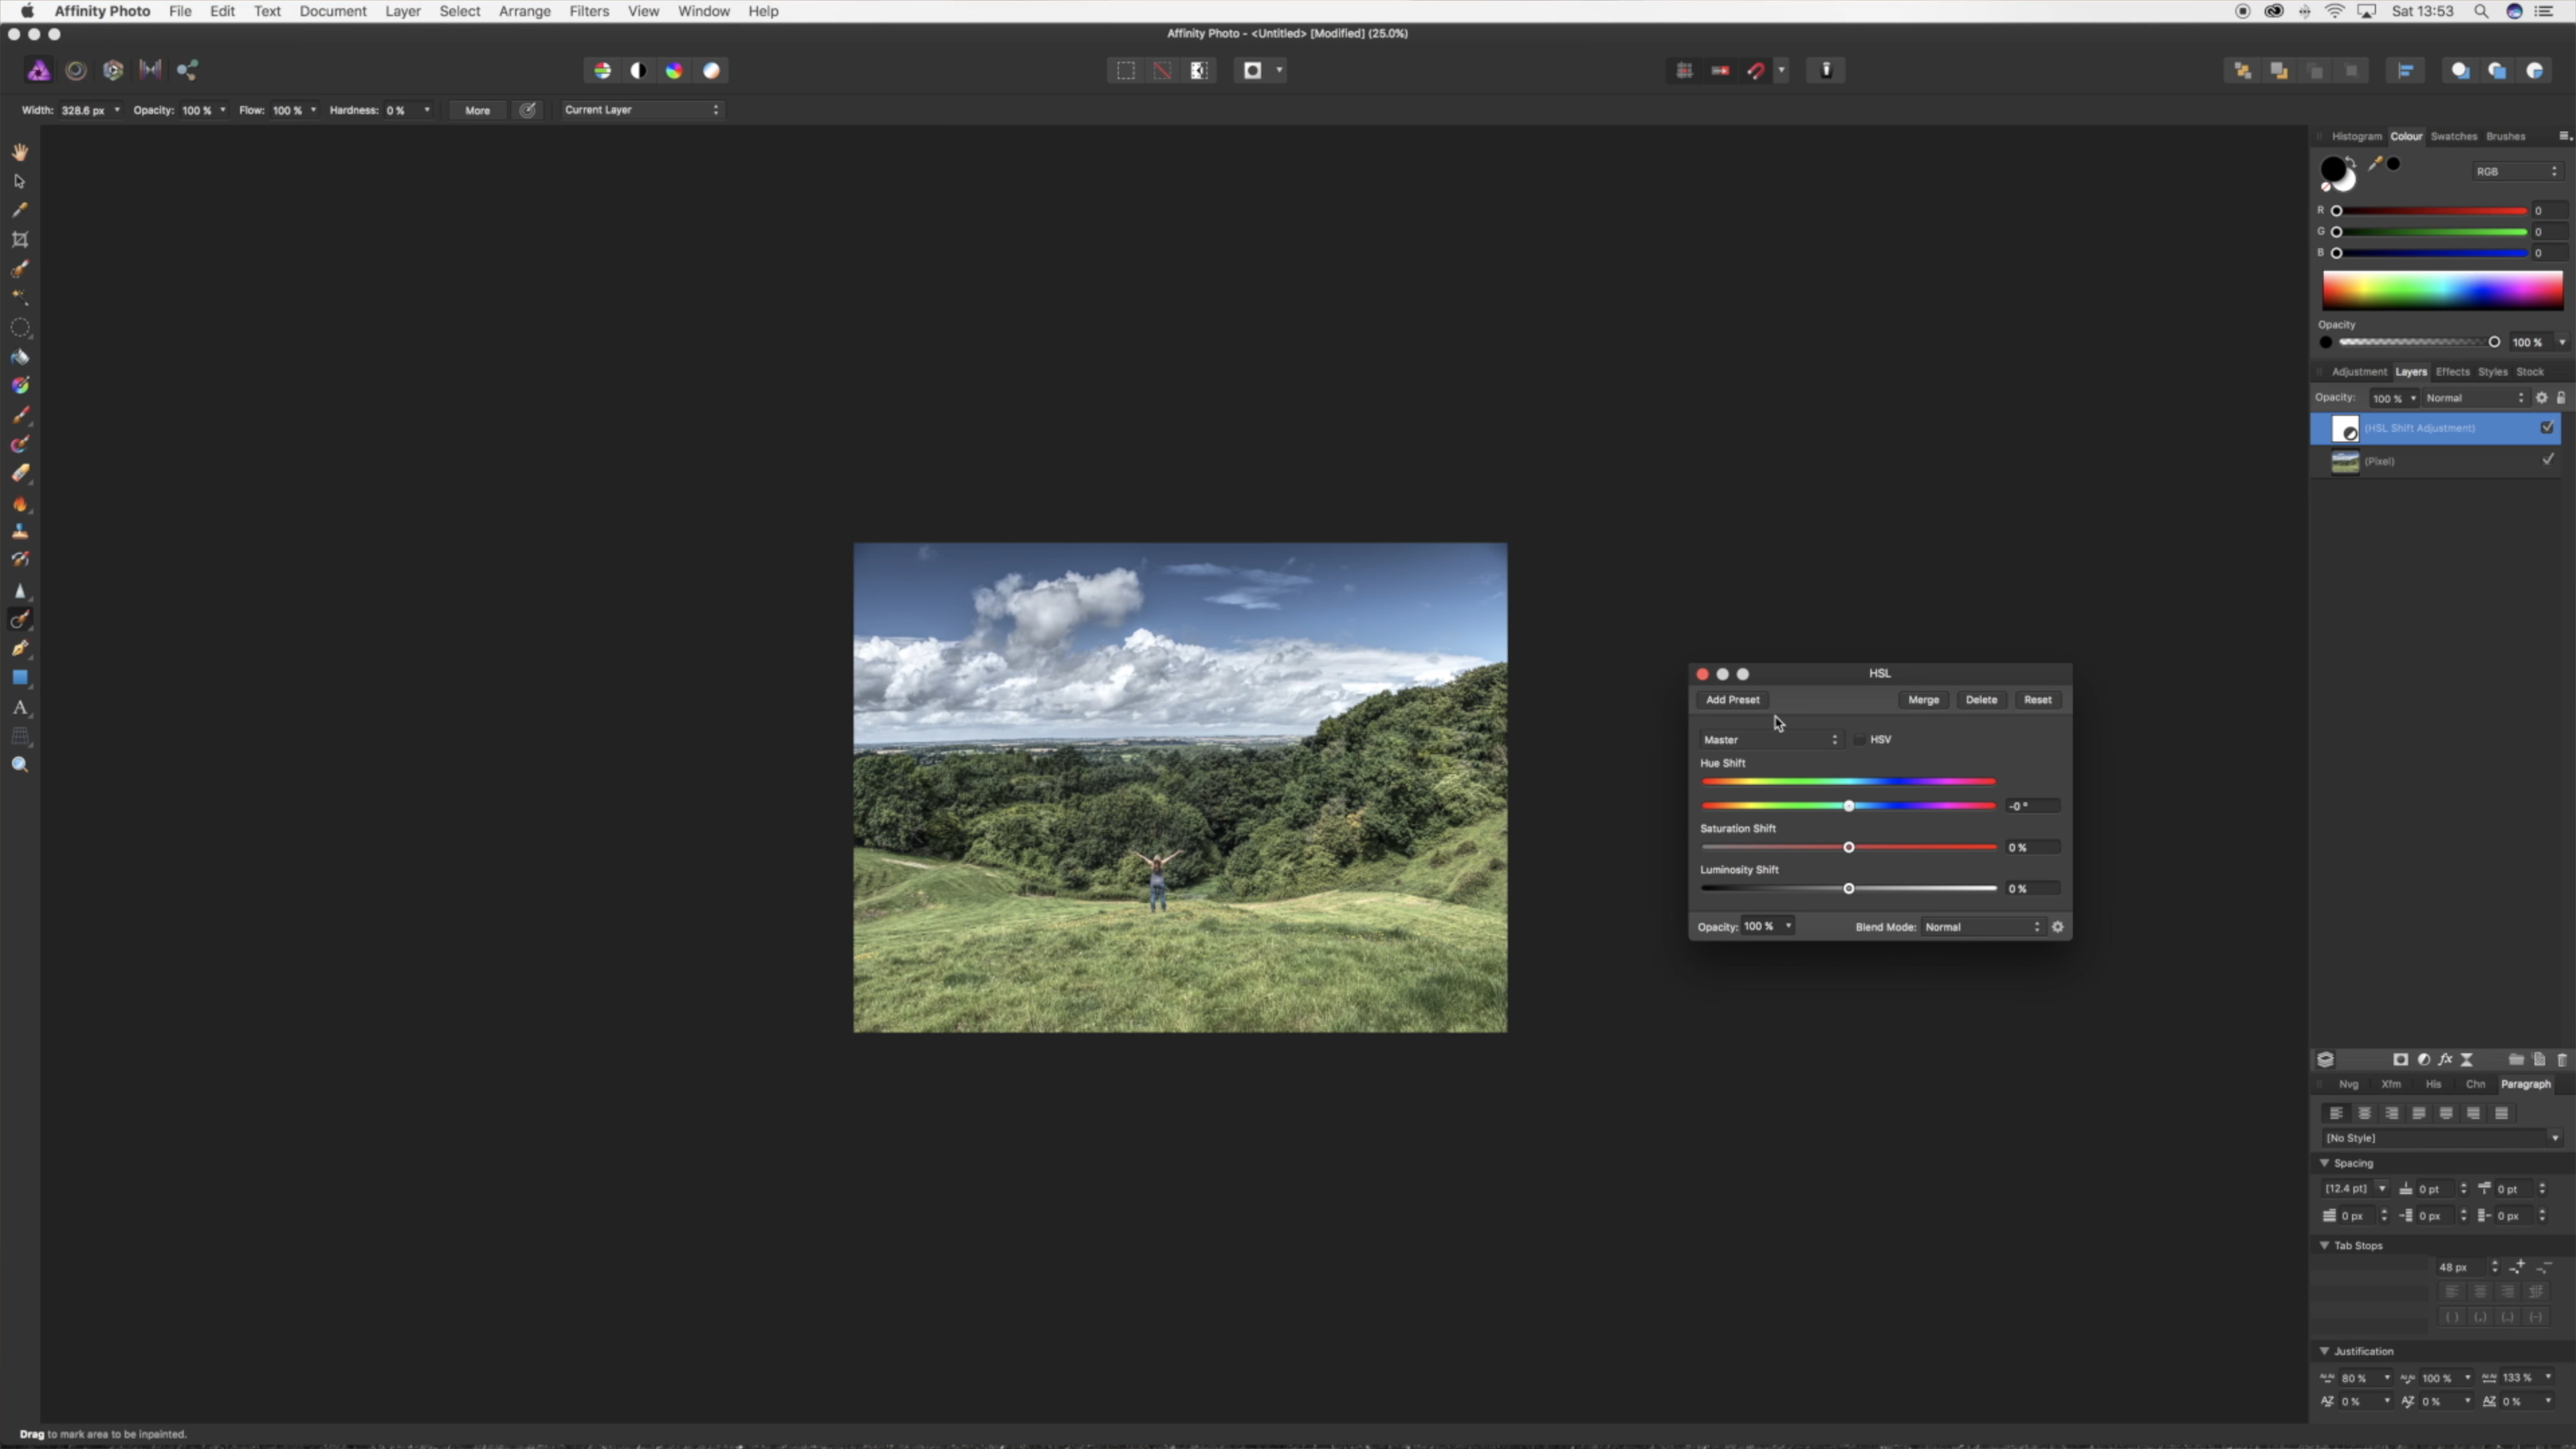 Affinity Photo File Edit Text Document Layer Select Arrange Filters View Window Help Sat 13:53
Affinity Photo - <Untitled> [Modified] (25.0%)
Width: 328.6 px Opacity: 100 % Flow: 100 % Hardness: 0 % More Current Layer
Histogram Colour Swatches Brushes
RGB
R 0
G 0
B 0
Opacity
100 %
Adjustment Layers Effects Styles Stock
Opacity: 100 % Normal
(HSL Shift Adjustment)
(Pixel)
HSL
Add Preset Merge Delete Reset
Master HSV
Hue Shift
-0 °
Saturation Shift
0 %
Luminosity Shift
0 %
Opacity: 100 % Blend Mode: Normal
fx
Nvg Xfm His Chn Paragraph
[No Style]
Spacing
[12.4 pt] 0 pt 0 pt
0 px 0 px 0 px
Tab Stops
48 px
Justification
80 % 100 % 133 %
0 % 0 % 0 %
Drag to mark area to be inpainted.